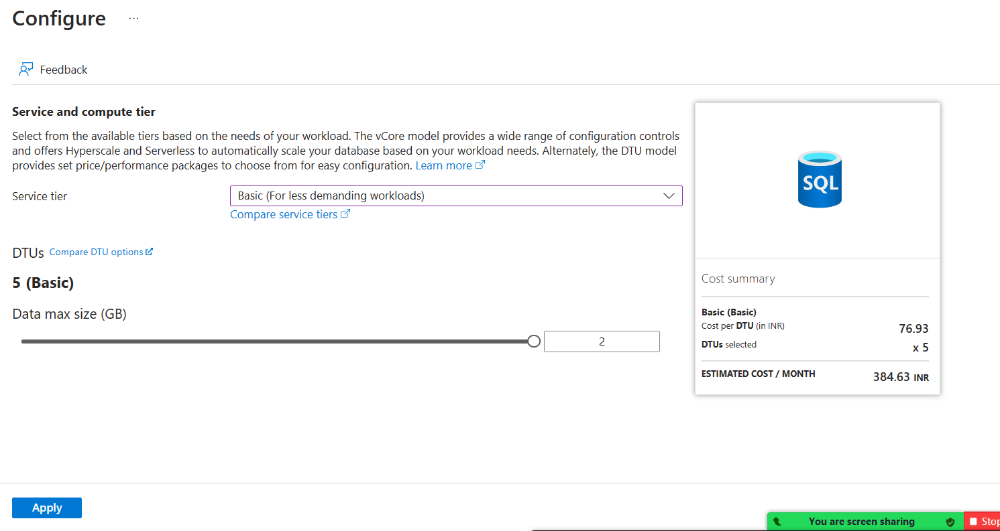 Configure ...
Feedback
Service and compute tier
Select from the available tiers based on the needs of your workload. The vCore model provides a wide range of configuration controls
and offers Hyperscale and Serverless to automatically scale your database based on your workload needs. Alternately, the DTU model
provides set price/performance packages to choose from for easy configuration. Learn more
Service tier
Basic (For less demanding workloads)
Compare service tiers
DTUs Compare DTU options
5 (Basic)
Data max size (GB)
2
SQL
Cost summary
Basic (Basic)
Cost per DTU (in INR) 76.93
DTUs selected x 5
ESTIMATED COST / MONTH 384.63 INR
Apply
You are screen sharing
Stop